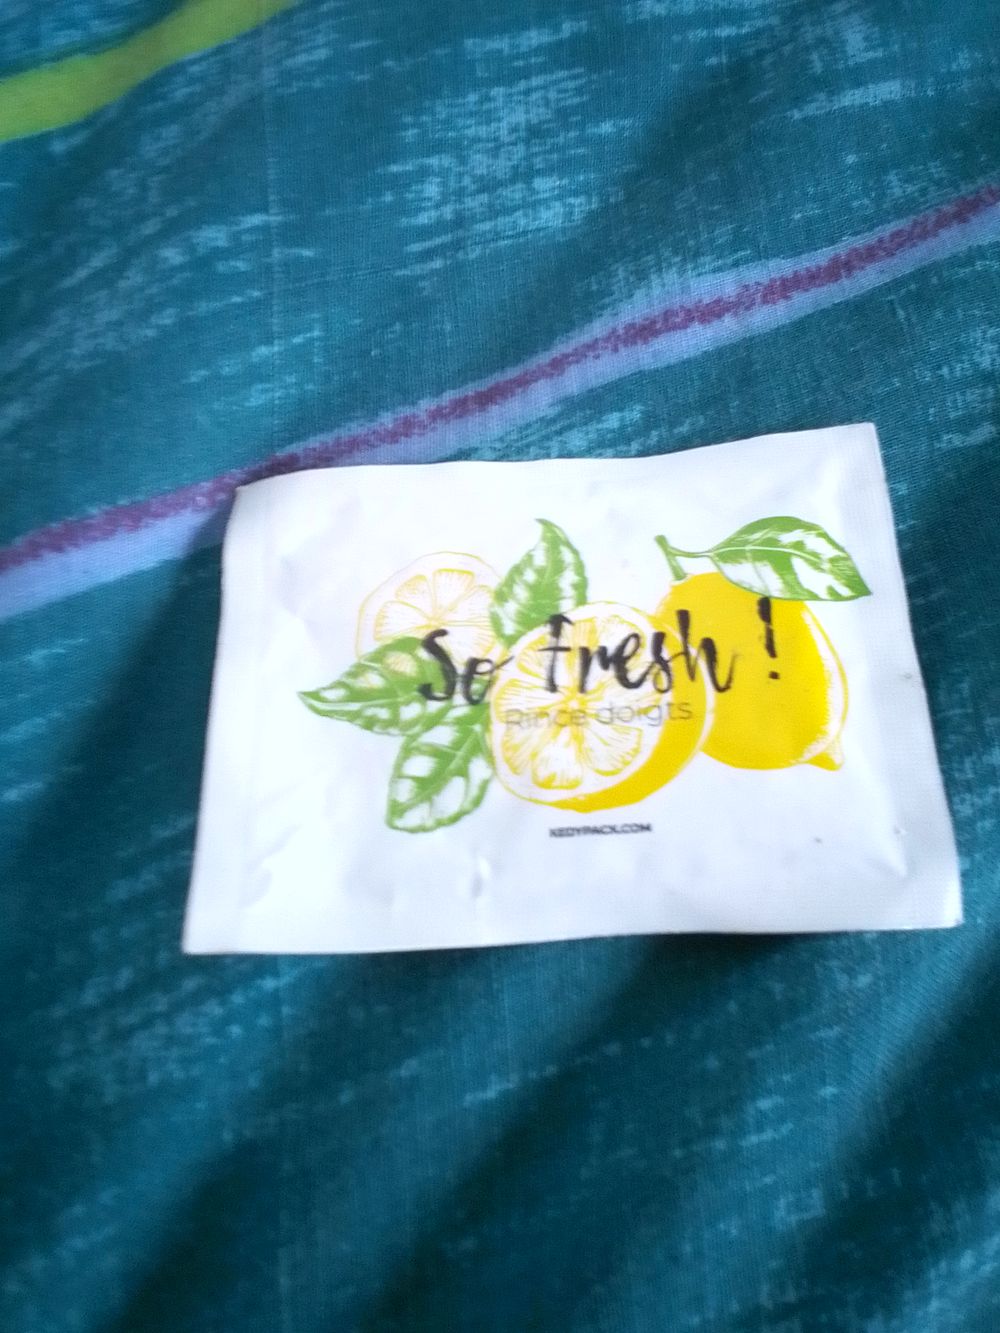 So fresh !
Rince doigts
KEDYPACK.COM